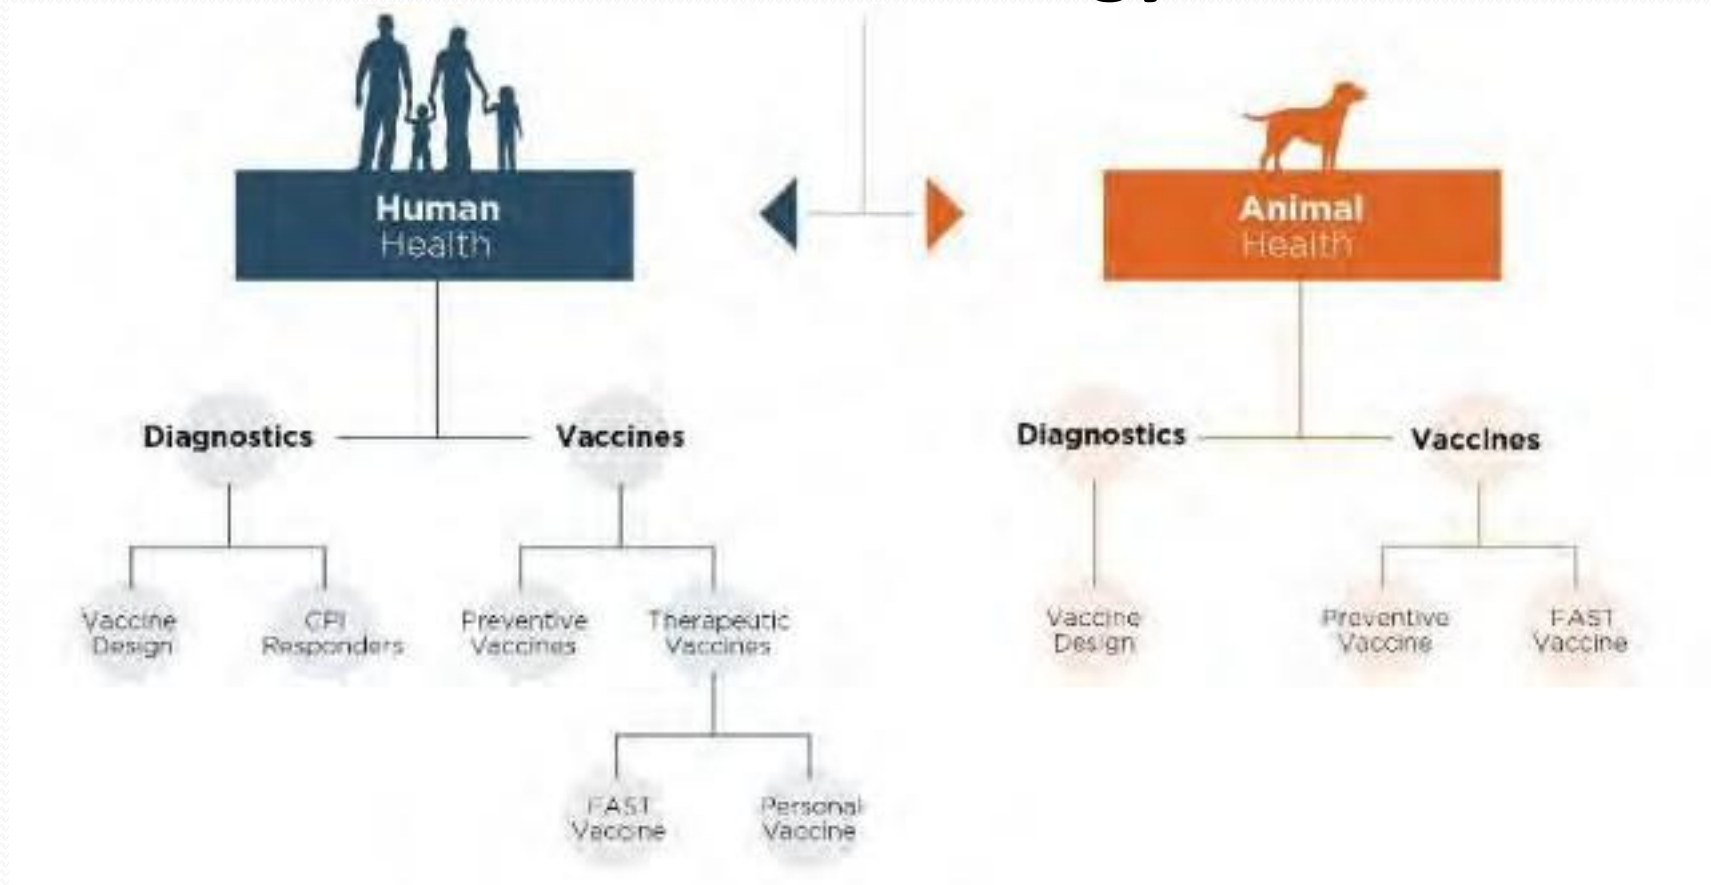 Human
Health
Animal
Health
Diagnostics
Vaccines
Diagnostics
Vaccines
Vaccine
Design
CPI
Responders
Preventive
Vaccines
Therapeutic
Vaccines
Vaccine
Design
Preventive
Vaccine
FAST
Vaccine
FAST
Vaccine
Personal
Vaccine